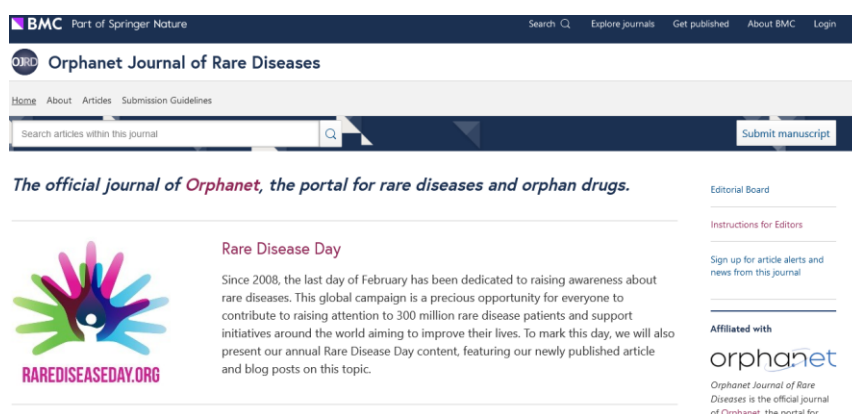 BMC Part of Springer Nature
Search Explore journals Get published About BMC Login
OJRD Orphanet Journal of Rare Diseases
Home About Articles Submission Guidelines
Search articles within this journal
Submit manuscript
The official journal of Orphanet, the portal for rare diseases and orphan drugs.
Rare Disease Day
Since 2008, the last day of February has been dedicated to raising awareness about
rare diseases. This global campaign is a precious opportunity for everyone to
contribute to raising attention to 300 million rare disease patients and support
initiatives around the world aiming to improve their lives. To mark this day, we will also
present our annual Rare Disease Day content, featuring our newly published article
and blog posts on this topic.
RAREDISEASEDAY.ORG
Editorial Board
Instructions for Editors
Sign up for article alerts and
news from this journal
Affiliated with
orphanet
Orphanet Journal of Rare
Diseases is the official journal
of Orphanet, the portal for